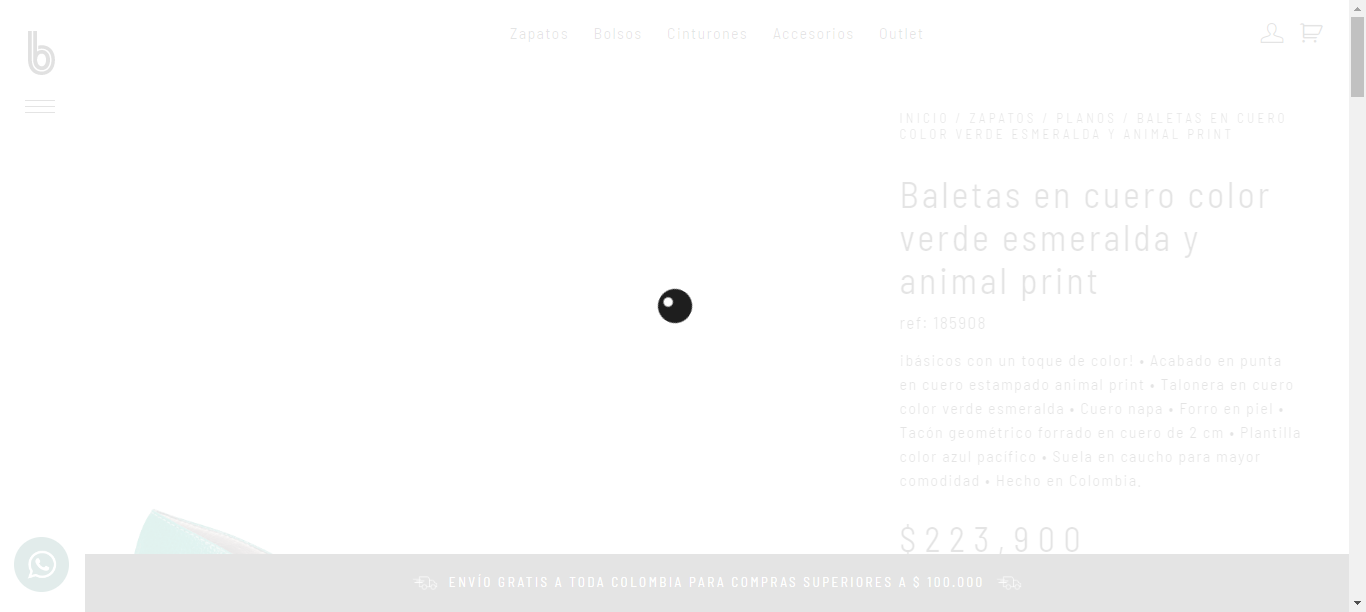 b
Zapatos Bolsos Cinturones Accesorios Outlet
INICIO / ZAPATOS / PLANOS / BALETAS EN CUERO
COLOR VERDE ESMERALDA Y ANIMAL PRINT
Baletas en cuero color
verde esmeralda y
animal print
ref: 185908
¡básicos con un toque de color! • Acabado en punta
en cuero estampado animal print • Talonera en cuero
color verde esmeralda • Cuero napa • Forro en piel •
Tacón geométrico forrado en cuero de 2 cm • Plantilla
color azul pacífico • Suela en caucho para mayor
comodidad • Hecho en Colombia.
$223,900
ENVÍO GRATIS A TODA COLOMBIA PARA COMPRAS SUPERIORES A $ 100.000